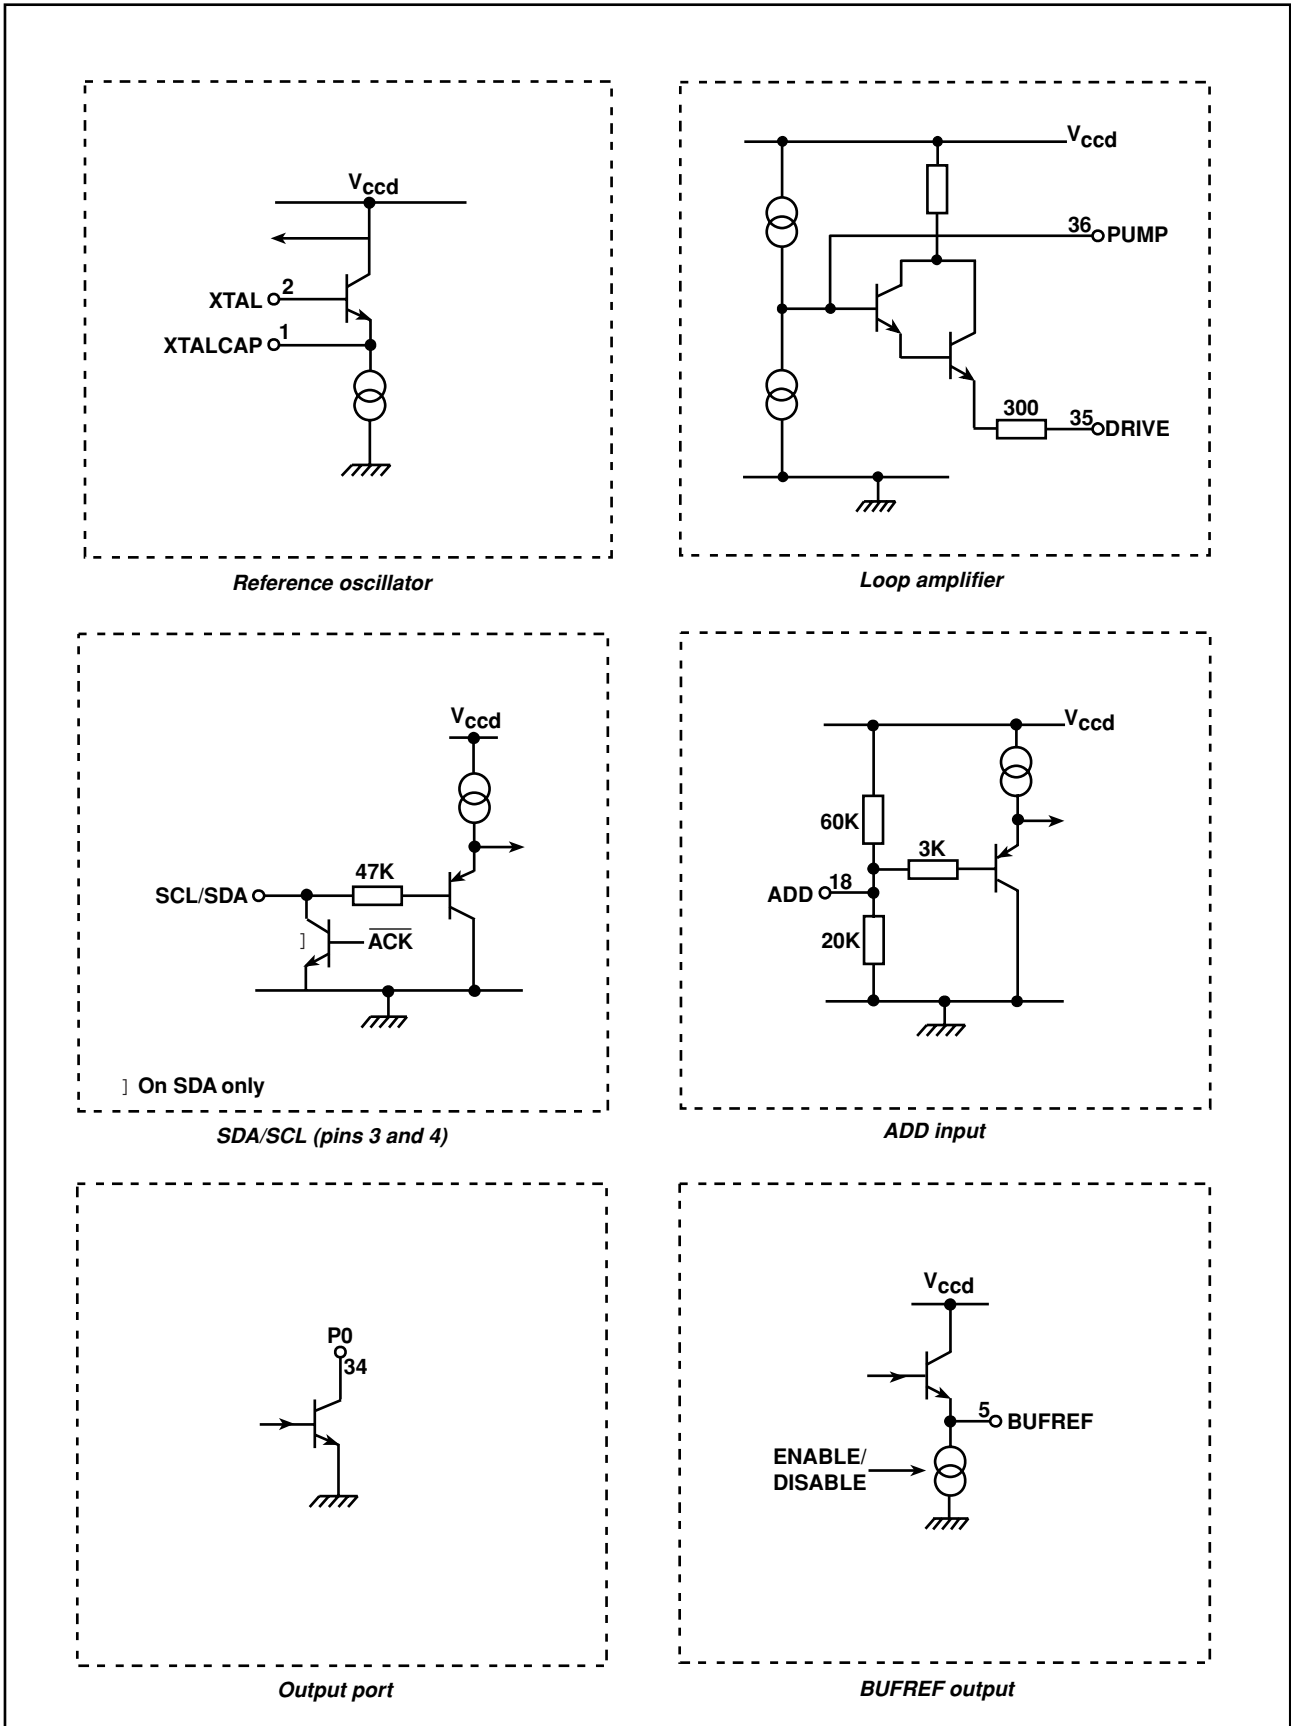 Vccd
XTAL 2
XTALCAP 1
Reference oscillator
Vccd
36 PUMP
300
35 DRIVE
Loop amplifier
Vccd
47K
SCL/SDA
] ACK
] On SDA only
SDA/SCL (pins 3 and 4)
Vccd
60K
3K
ADD 18
20K
ADD input
P0
34
Output port
Vccd
5 BUFREF
ENABLE/
DISABLE
BUFREF output